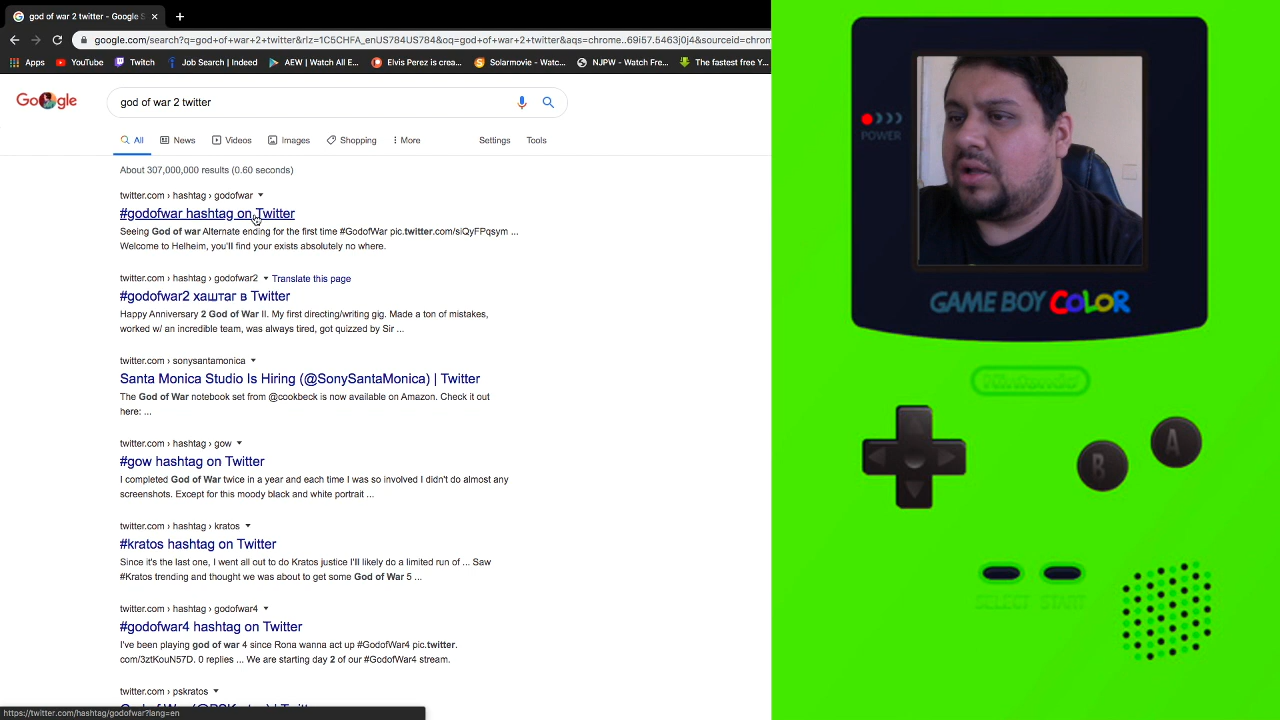 god of war 2 twitter - Google S
google.com/search?q=god+of+war+2+twitter&rlz=1C5CHFA_enUS784US784&oq=god+of+war+2+twitter&aqs=chrome..69i57.5463j0j4&sourceid=chrom
Apps YouTube Twitch Job Search | Indeed AEW | Watch All E... Elvis Perez is crea... Solarmovie - Watc... NJPW - Watch Fre... The fastest free Y...
Google god of war 2 twitter
All News Videos Images Shopping More Settings Tools
About 307,000,000 results (0.60 seconds)
twitter.com › hashtag › godofwar
#godofwar hashtag on Twitter
Seeing God of war Alternate ending for the first time #GodofWar pic.twitter.com/siQyFPqsym ...
Welcome to Helheim, you'll find your exists absolutely no where.
twitter.com › hashtag › godofwar2 Translate this page
#godofwar2 хаштаг в Twitter
Happy Anniversary 2 God of War II. My first directing/writing gig. Made a ton of mistakes,
worked w/ an incredible team, was always tired, got quizzed by Sir ...
twitter.com › sonysantamonica
Santa Monica Studio Is Hiring (@SonySantaMonica) | Twitter
The God of War notebook set from @cookbeck is now available on Amazon. Check it out
here: ...
twitter.com › hashtag › gow
#gow hashtag on Twitter
I completed God of War twice in a year and each time I was so involved I didn't do almost any
screenshots. Except for this moody black and white portrait ...
twitter.com › hashtag › kratos
#kratos hashtag on Twitter
Since it's the last one, I went all out to do Kratos justice I'll likely do a limited run of ... Saw
#Kratos trending and thought we was about to get some God of War 5 ...
twitter.com › hashtag › godofwar4
#godofwar4 hashtag on Twitter
I've been playing god of war 4 since Rona wanna act up #GodofWar4 pic.twitter.
com/3ztKouN57D. 0 replies ... We are starting day 2 of our #GodofWar4 stream.
twitter.com › pskratos
https://twitter.com/hashtag/godofwar?lang=en
POWER
GAME BOY COLOR
Nintendo
B A
SELECT START